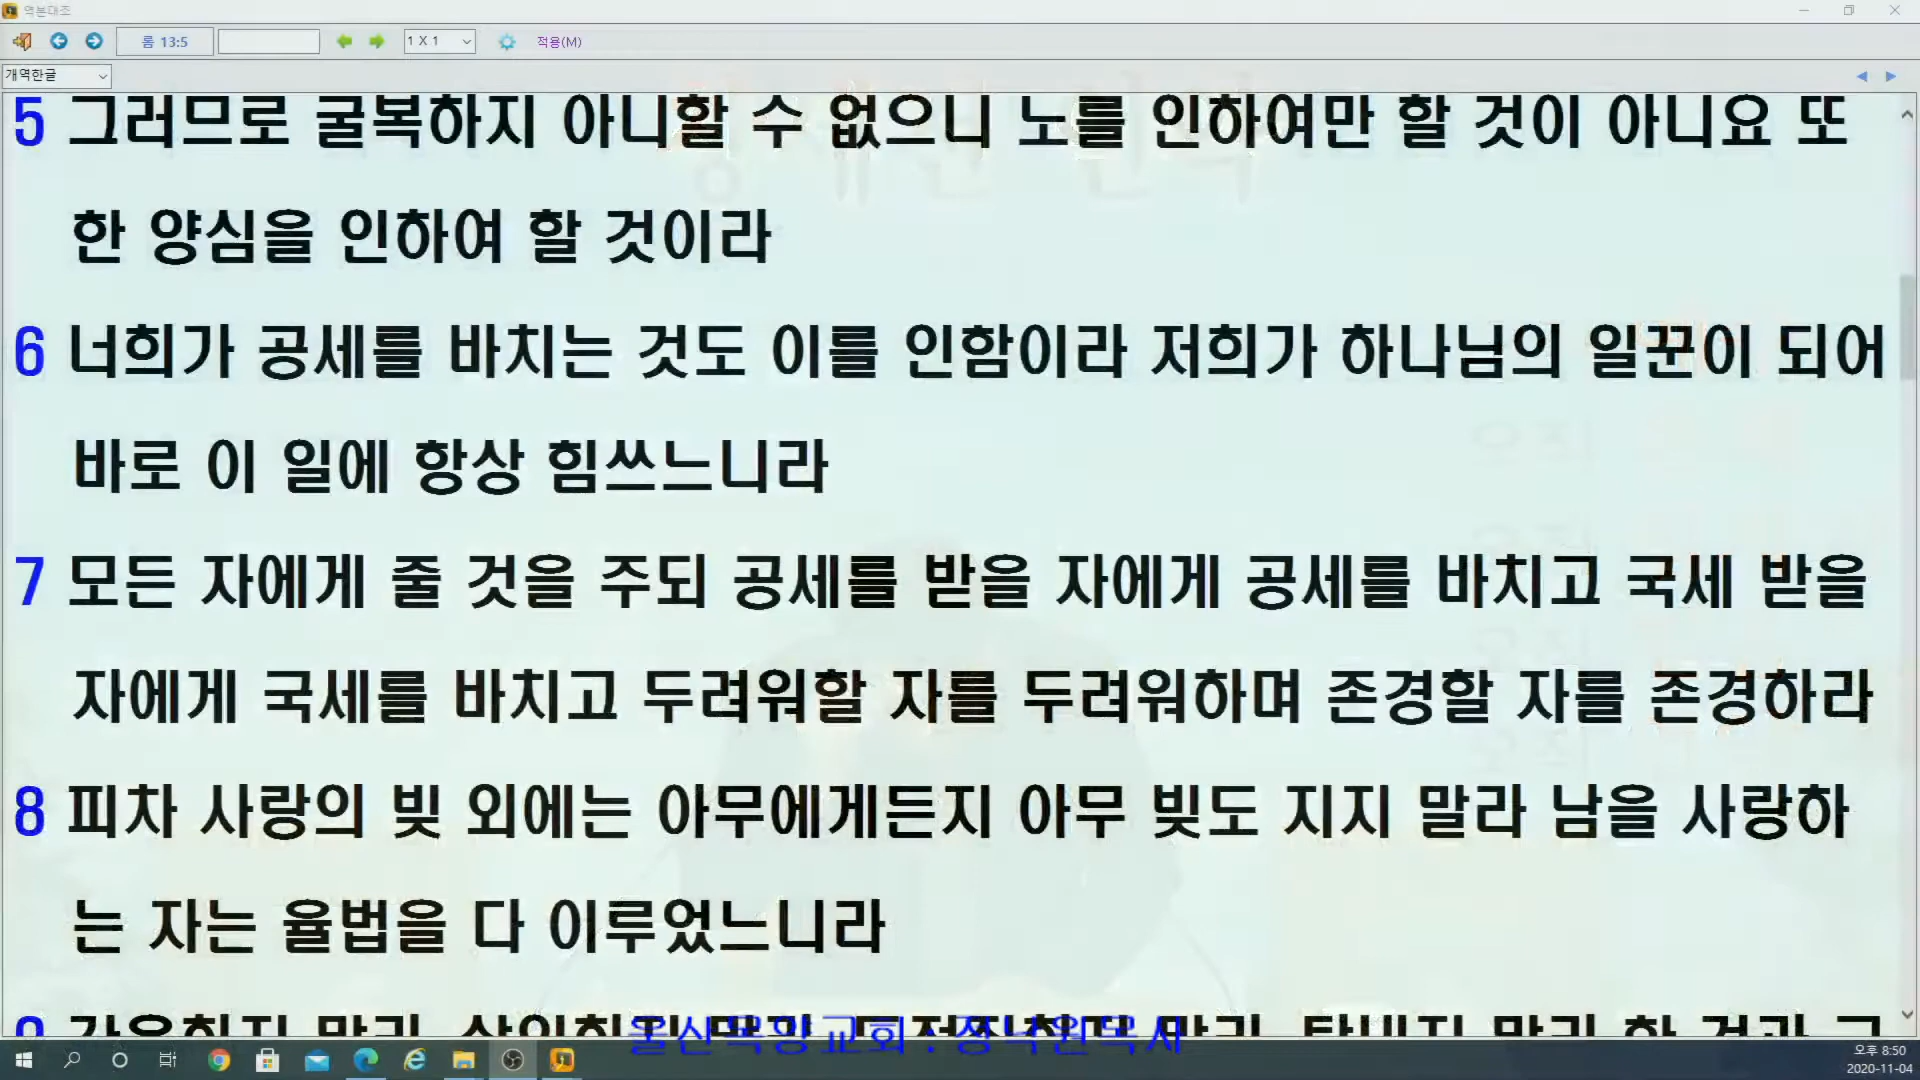 역본대조
롬 13:5
1 X 1
적용(M)
개역한글
5 그러므로 굴복하지 아니할 수 없으니 노를 인하여만 할 것이 아니요 또
한 양심을 인하여 할 것이라
6 너희가 공세를 바치는 것도 이를 인함이라 저희가 하나님의 일꾼이 되어
바로 이 일에 항상 힘쓰느니라
7 모든 자에게 줄 것을 주되 공세를 받을 자에게 공세를 바치고 국세 받을
자에게 국세를 바치고 두려워할 자를 두려워하며 존경할 자를 존경하라
8 피차 사랑의 빚 외에는 아무에게든지 아무 빚도 지지 말라 남을 사랑하
는 자는 율법을 다 이루었느니라
오후 8:50
2020-11-04